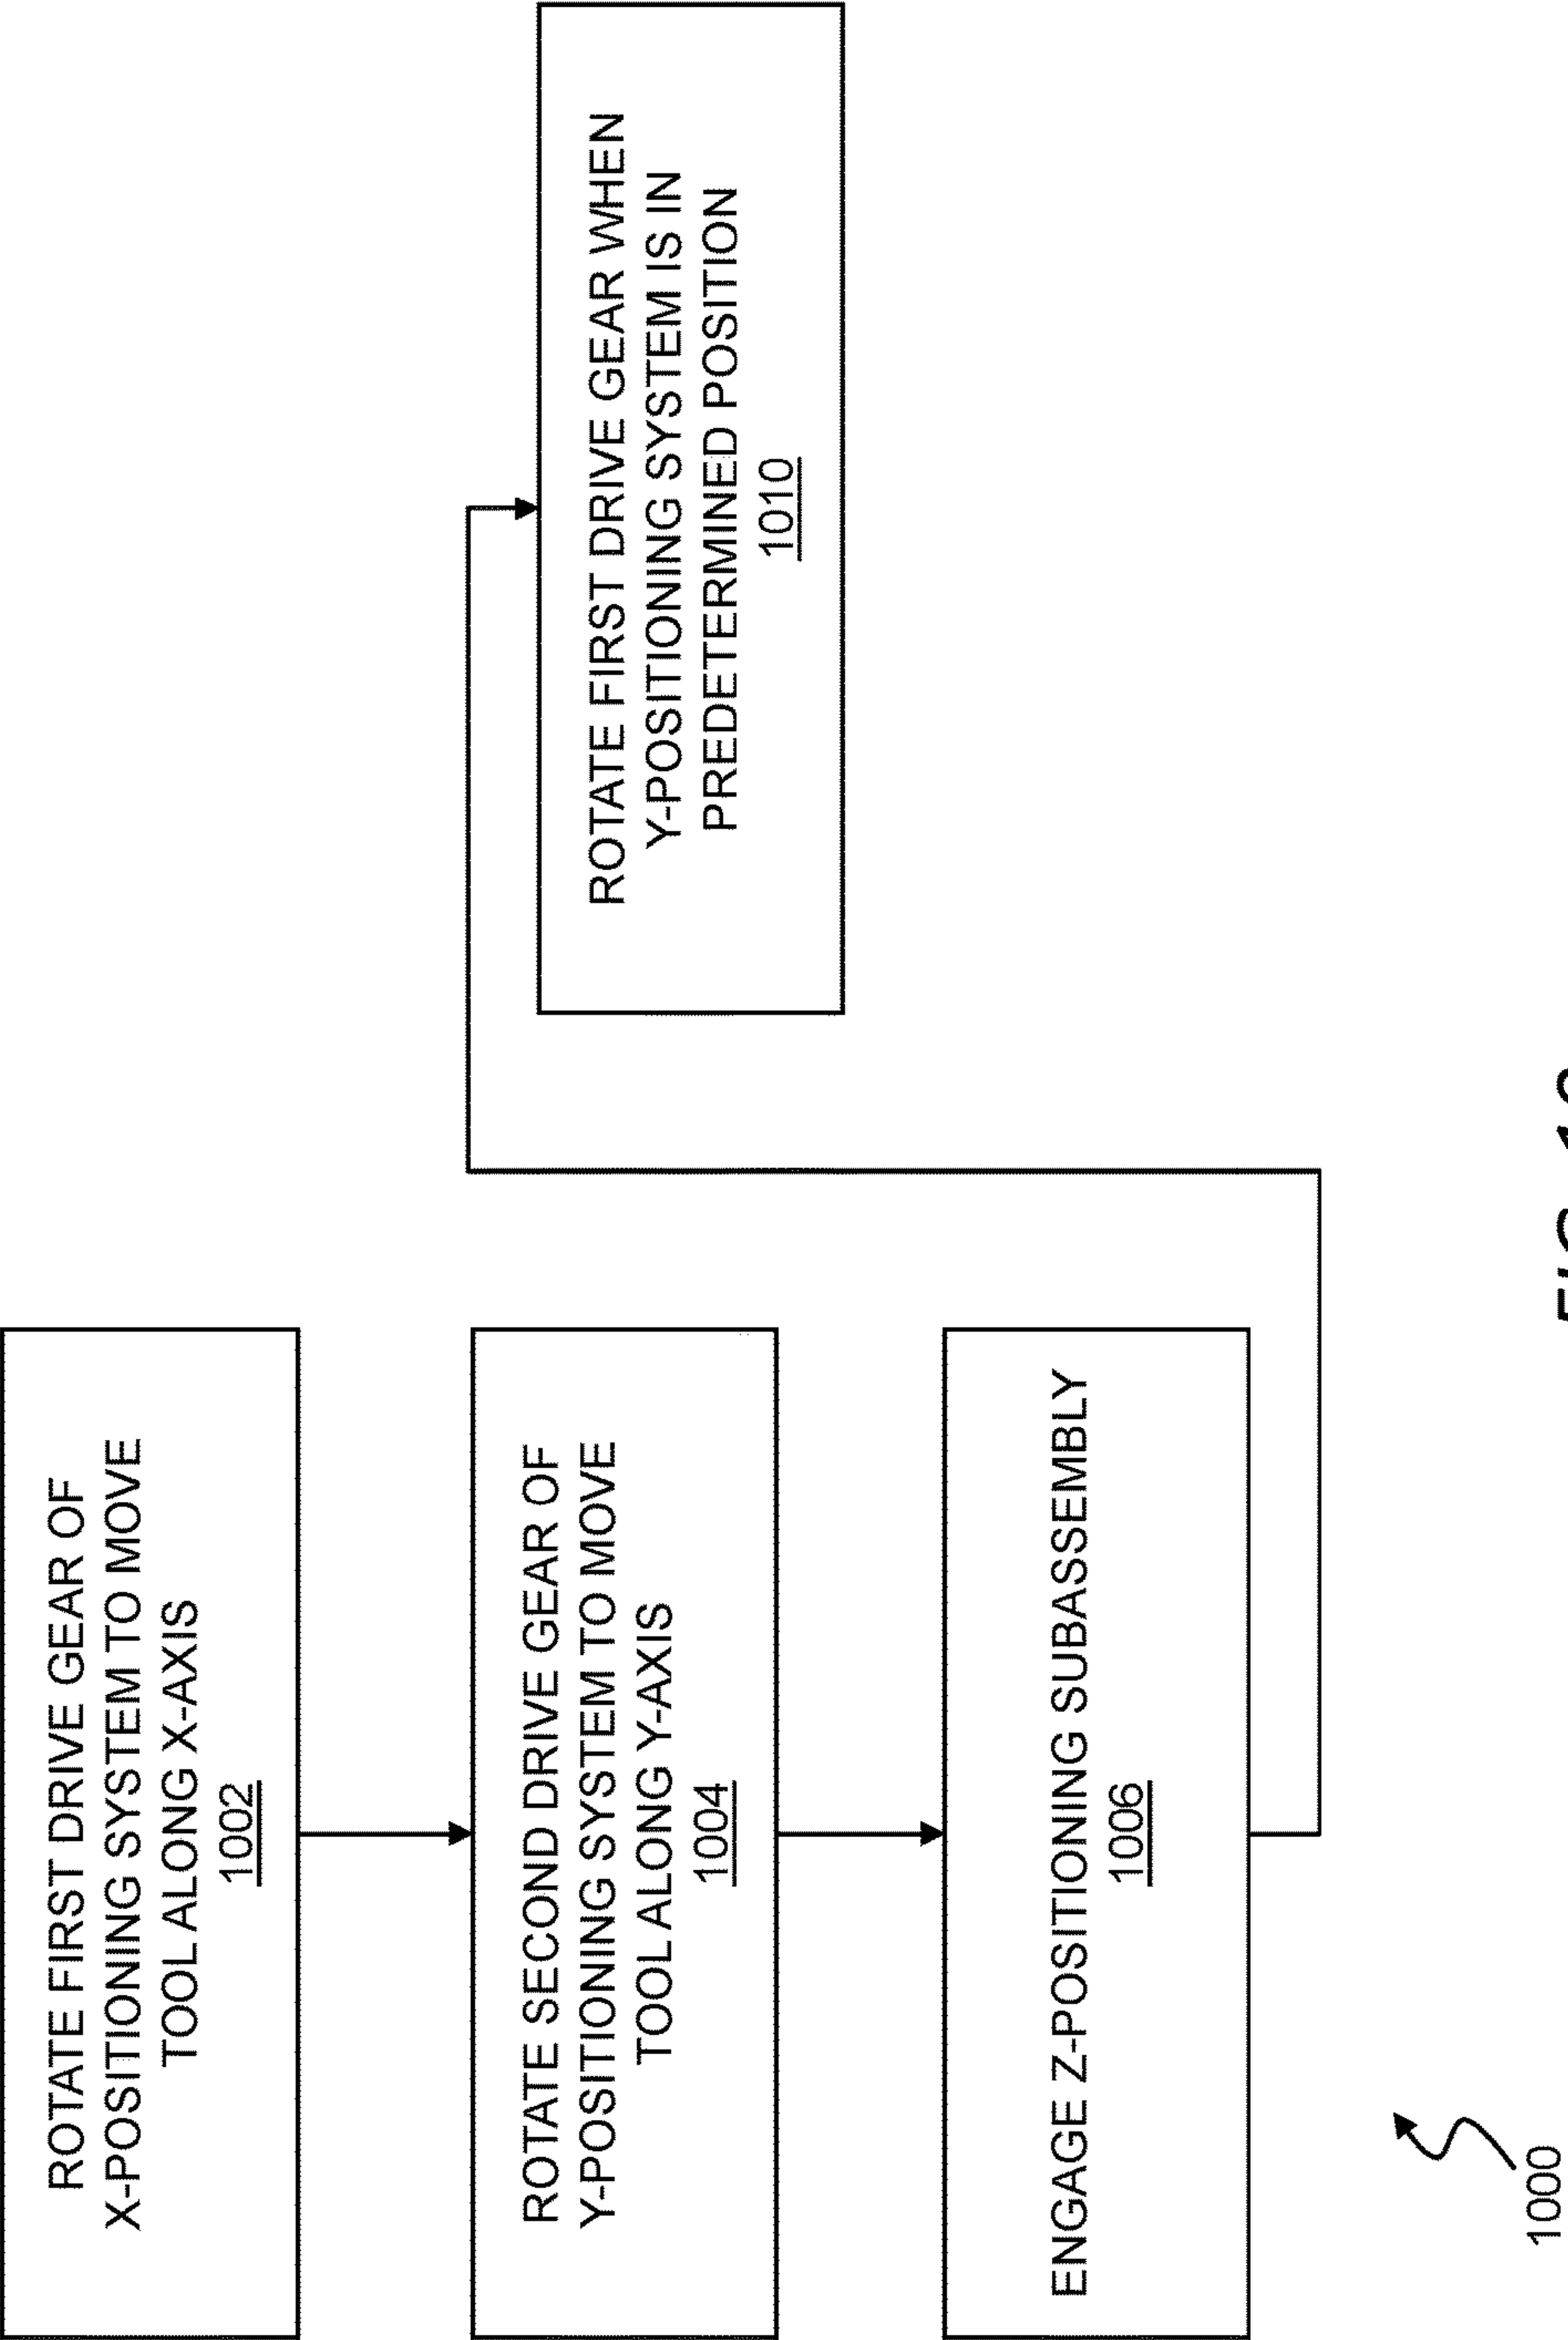 ROTATE FIRST DRIVE GEAR OF
X-POSITIONING SYSTEM TO MOVE
TOOL ALONG X-AXIS
1002
ROTATE SECOND DRIVE GEAR OF
Y-POSITIONING SYSTEM TO MOVE
TOOL ALONG Y-AXIS
1004
ENGAGE Z-POSITIONING SUBASSEMBLY
1006
ROTATE FIRST DRIVE GEAR WHEN
Y-POSITIONING SYSTEM IS IN
PREDETERMINED POSITION
1010
1000